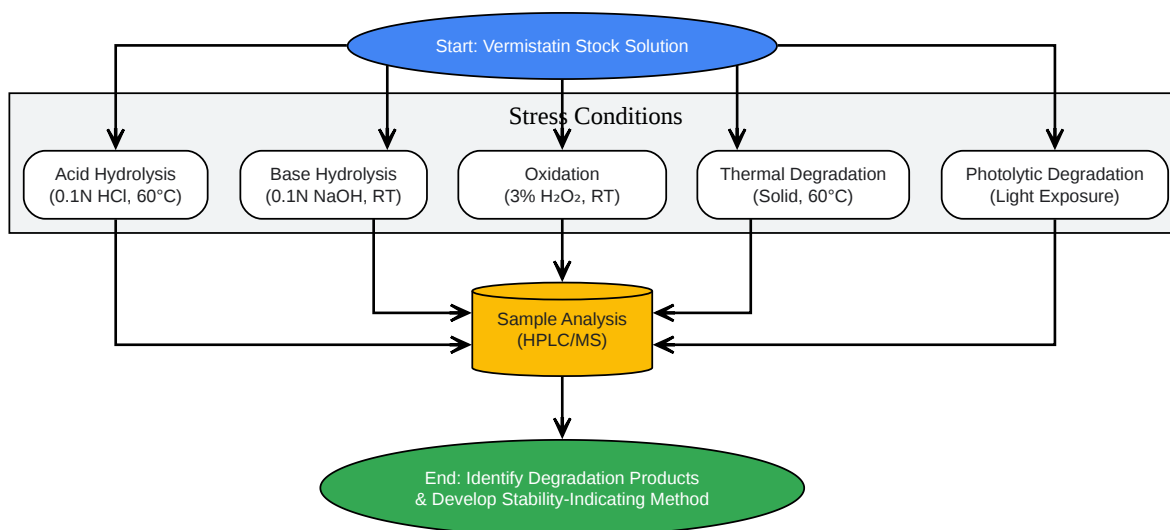 Start: Vermistatin Stock Solution
Stress Conditions
Acid Hydrolysis
(0.1N HCl, 60°C)
Base Hydrolysis
(0.1N NaOH, RT)
Oxidation
(3% H₂O₂, RT)
Thermal Degradation
(Solid, 60°C)
Photolytic Degradation
(Light Exposure)
Sample Analysis
(HPLC/MS)
End: Identify Degradation Products
& Develop Stability-Indicating Method